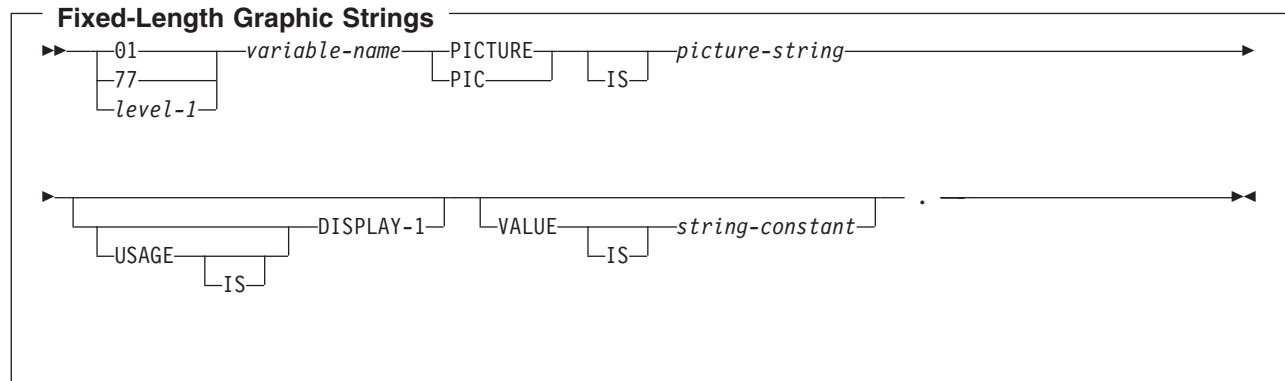 Fixed-Length Graphic Strings
01 variable-name PICTURE picture-string
77 PIC IS
level-1
DISPLAY-1 VALUE string-constant .
USAGE IS
IS